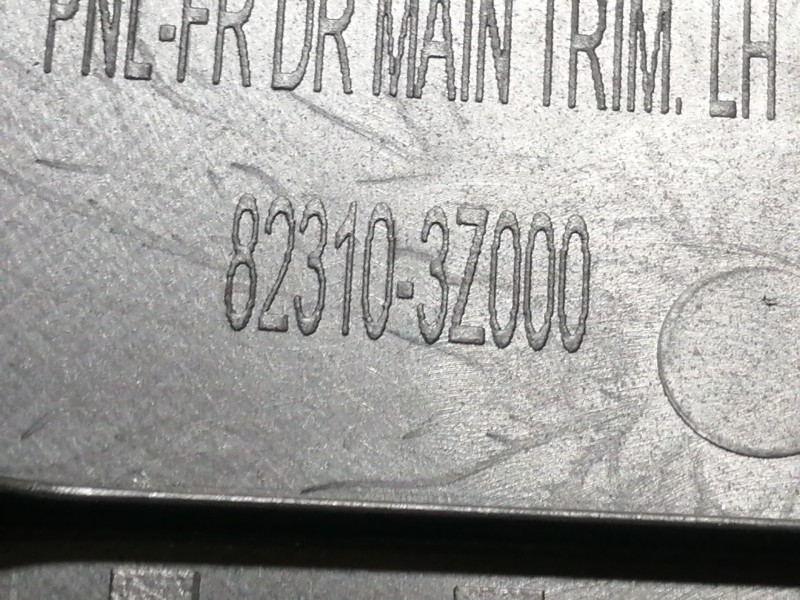 PNL-FR DR MAIN TRIM. LH
82310-3Z000